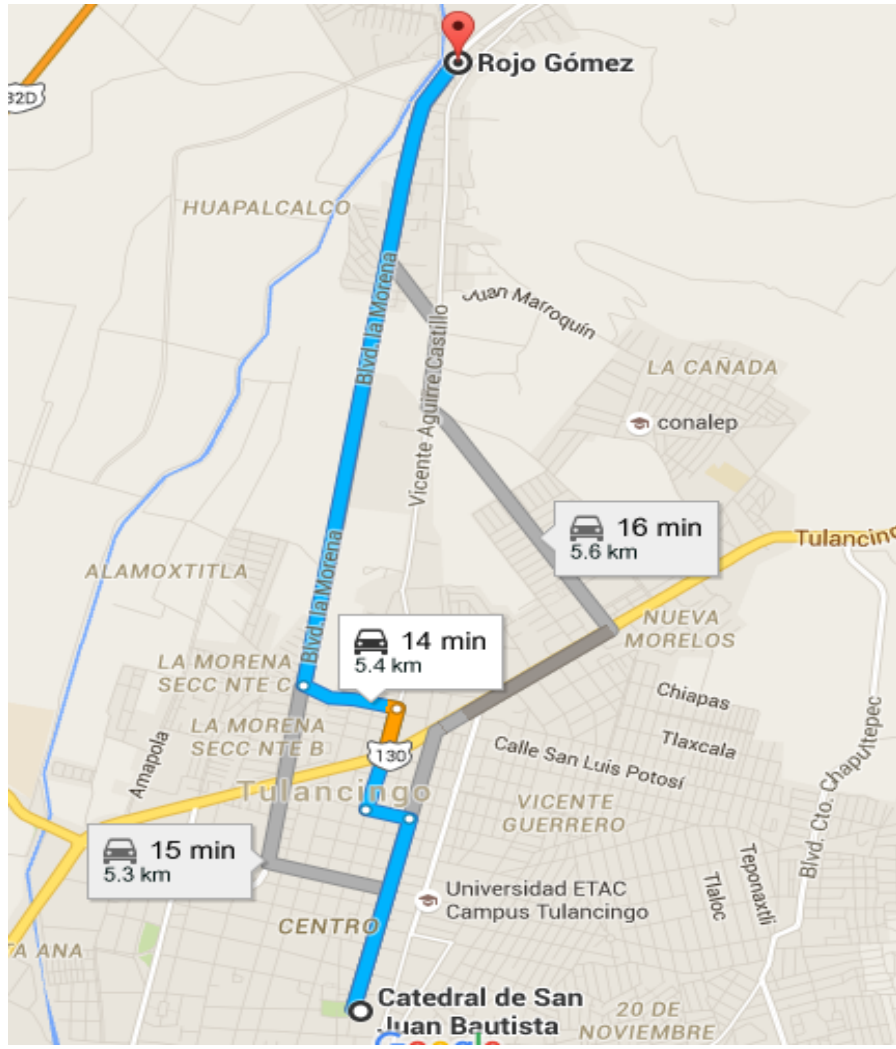 Rojo Gómez
32D
HUAPALCALCO
Blvd. la Morena
Juan Marroquín
Vicente Aguirre Castillo
LA CAÑADA
conalep
16 min
5.6 km
Tulancingo
ALAMOXTITLA
Blvd. la Morena
NUEVA
MORELOS
14 min
5.4 km
LA MORENA
SECC NTE C
LA MORENA
SECC NTE B
Chiapas
Tlaxcala
130
Calle San Luis Potosí
Amapola
Tulancingo
VICENTE
GUERRERO
Blvd. Cto. Chapultepec
15 min
5.3 km
Teponaxtli
Tlaloc
Universidad ETAC
Campus Tulancingo
CENTRO
TA ANA
Catedral de San
Juan Bautista
20 DE
NOVIEMBRE
Google